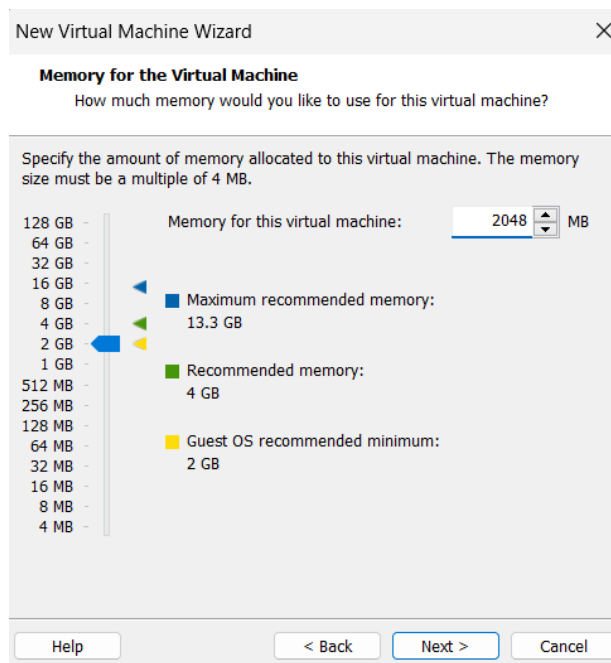 New Virtual Machine Wizard
Memory for the Virtual Machine
How much memory would you like to use for this virtual machine?
Specify the amount of memory allocated to this virtual machine. The memory
size must be a multiple of 4 MB.
128 GB
64 GB
32 GB
16 GB
8 GB
4 GB
2 GB
1 GB
512 MB
256 MB
128 MB
64 MB
32 MB
16 MB
8 MB
4 MB
Memory for this virtual machine: 2048 MB
Maximum recommended memory:
13.3 GB
Recommended memory:
4 GB
Guest OS recommended minimum:
2 GB
Help < Back Next > Cancel